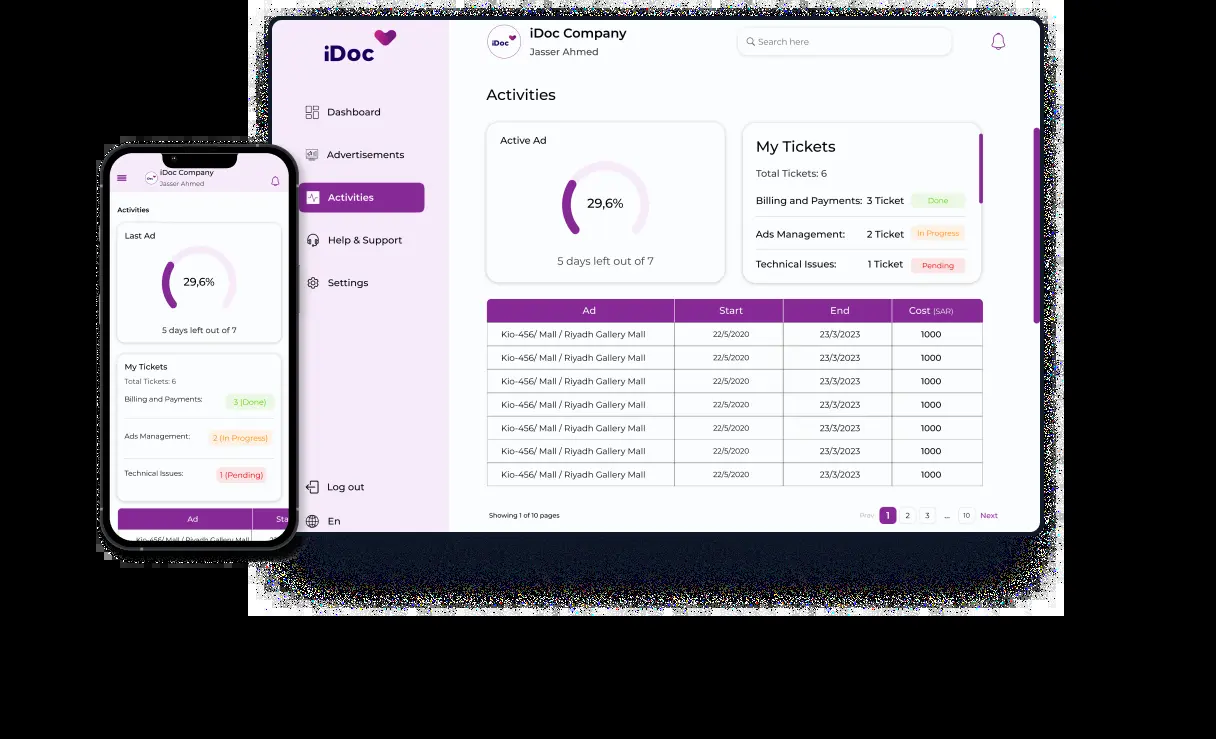 iDoc
iDoc
iDoc Company
Jasser Ahmed
Search here
Dashboard
Advertisements
Activities
Help & Support
Settings
Log out
En
Activities
Active Ad
29,6%
5 days left out of 7
My Tickets
Total Tickets: 6
Billing and Payments: 3 Ticket Done
Ads Management: 2 Ticket In Progress
Technical Issues: 1 Ticket Pending
Ad Start End Cost (SAR)
Kio-456/ Mall / Riyadh Gallery Mall 22/5/2020 23/3/2023 1000
Kio-456/ Mall / Riyadh Gallery Mall 22/5/2020 23/3/2023 1000
Kio-456/ Mall / Riyadh Gallery Mall 22/5/2020 23/3/2023 1000
Kio-456/ Mall / Riyadh Gallery Mall 22/5/2020 23/3/2023 1000
Kio-456/ Mall / Riyadh Gallery Mall 22/5/2020 23/3/2023 1000
Kio-456/ Mall / Riyadh Gallery Mall 22/5/2020 23/3/2023 1000
Kio-456/ Mall / Riyadh Gallery Mall 22/5/2020 23/3/2023 1000
Showing 1 of 10 pages
Prev 1 2 3 ... 10 Next
iDoc Company
Jasser Ahmed
Activities
Last Ad
29,6%
5 days left out of 7
My Tickets
Total Tickets: 6
Billing and Payments: 3 (Done)
Ads Management: 2 (In Progress)
Technical Issues: 1 (Pending)
Ad Sta
Kio-456/ Mall / Riyadh Gallery Mall